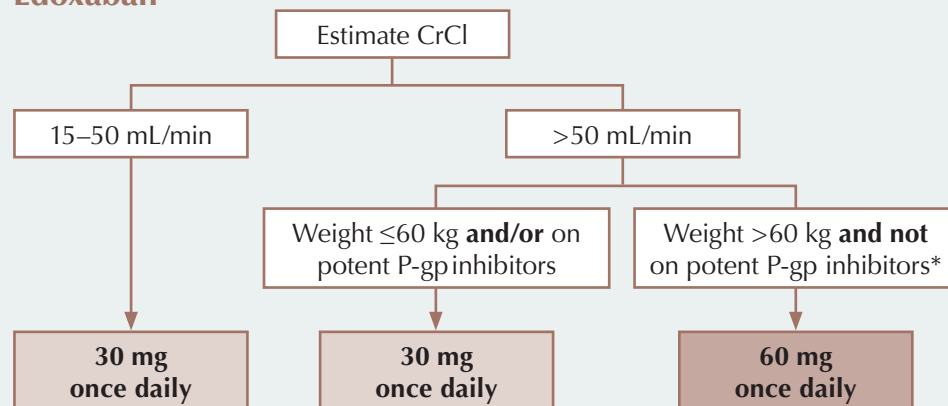 Edoxaban
Estimate CrCl
15–50 mL/min
>50 mL/min
Weight ≤60 kg and/or on
potent P-gp inhibitors
Weight >60 kg and not
on potent P-gp inhibitors*
30 mg
once daily
30 mg
once daily
60 mg
once daily